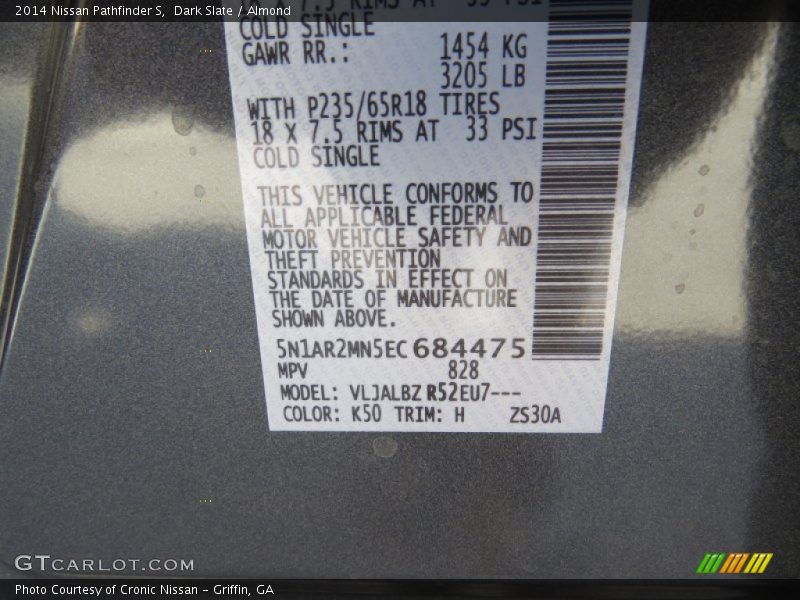 2014 Nissan Pathfinder S, Dark Slate / Almond
COLD SINGLE
GAWR RR.: 1454 KG
3205 LB
WITH P235/65R18 TIRES
18 X 7.5 RIMS AT 33 PSI
COLD SINGLE
THIS VEHICLE CONFORMS TO
ALL APPLICABLE FEDERAL
MOTOR VEHICLE SAFETY AND
THEFT PREVENTION
STANDARDS IN EFFECT ON
THE DATE OF MANUFACTURE
SHOWN ABOVE.
5N1AR2MN5EC684475
MPV 828
MODEL: VLJALBZ R52EU7---
COLOR: K50 TRIM: H ZS30A
GTCARLOT.COM
Photo Courtesy of Cronic Nissan - Griffin, GA